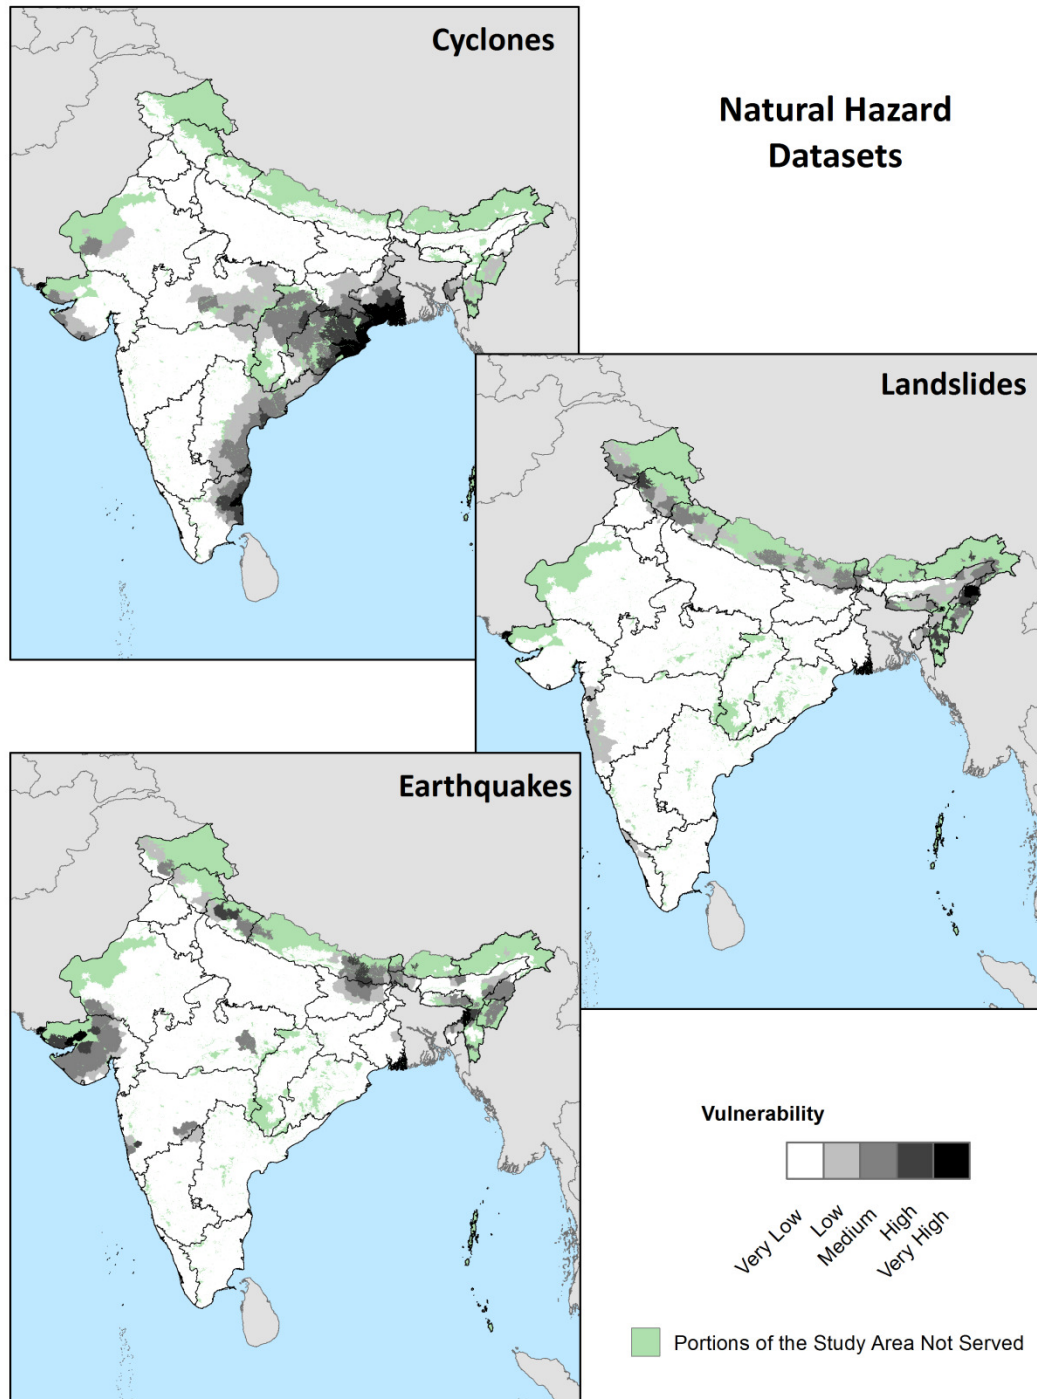 Cyclones
Natural Hazard
Datasets
Landslides
Earthquakes
Vulnerability
Very Low
Low
Medium
High
Very High
Portions of the Study Area Not Served